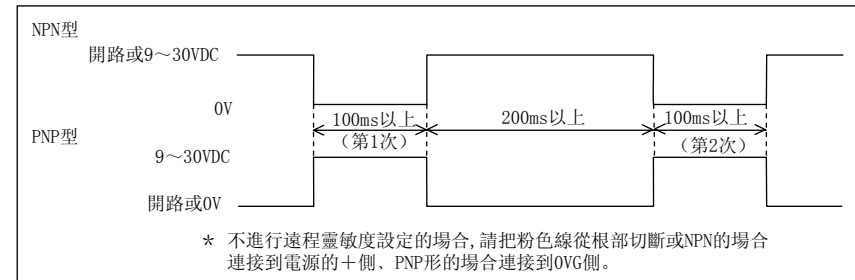 NPN型
開路或9～30VDC
0V
100ms以上
200ms以上
100ms以上
（第1次）
（第2次）
PNP型
9～30VDC
開路或0V
* 不進行遠程靈敏度設定的場合,請把粉色線從根部切斷或NPN的場合
連接到電源的＋側、PNP形的場合連接到0VG側。